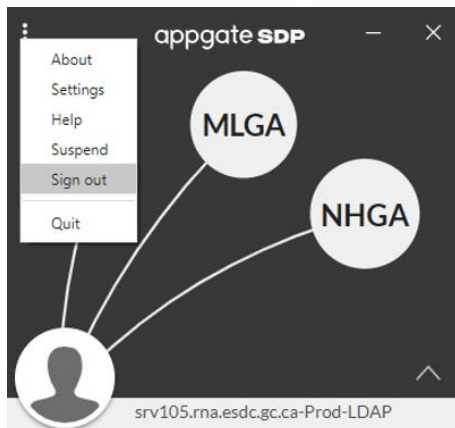 appgate SDP
About
Settings
Help
Suspend
Sign out
Quit
MLGA
NHGA
srv105.rna.esdc.gc.ca-Prod-LDAP